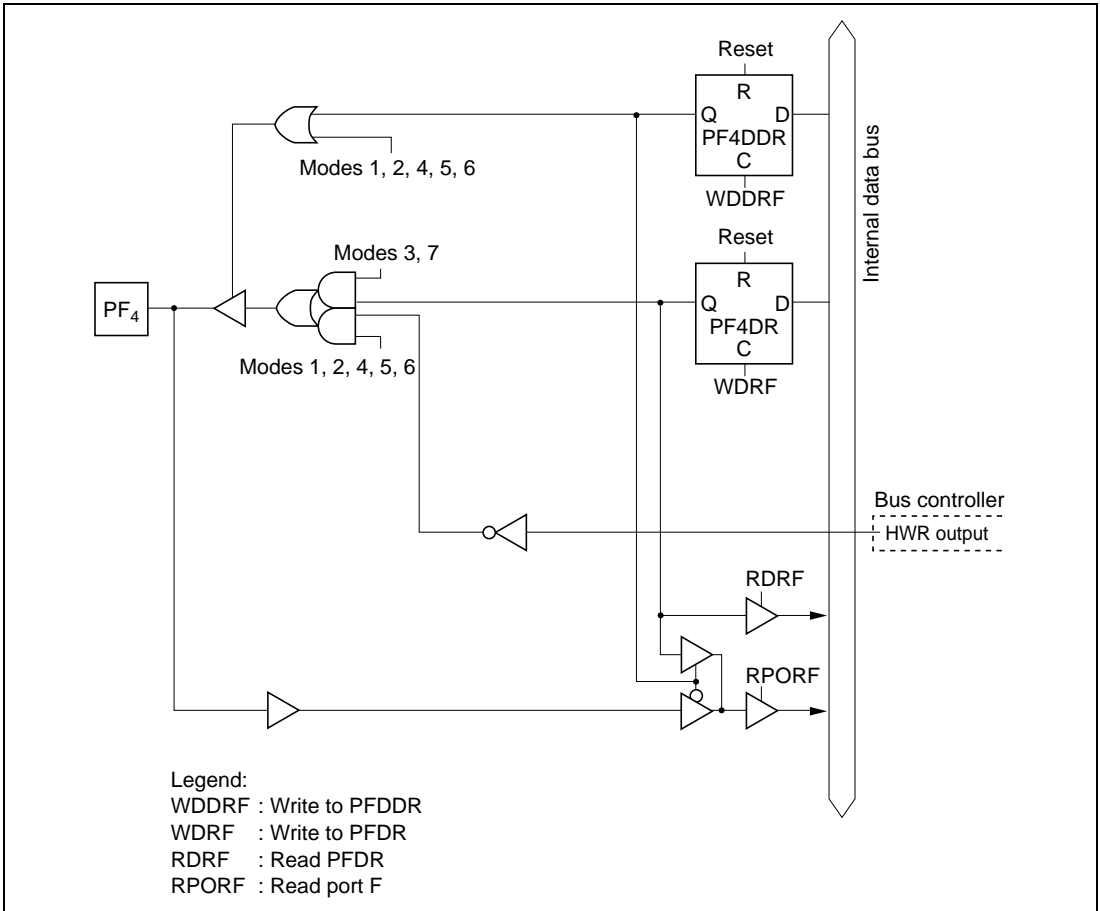 Reset
R
Q D
PF4DDR
C
WDDRF
Modes 1, 2, 4, 5, 6
Internal data bus
Reset
R
Q D
PF4DR
C
WDRF
Modes 3, 7
PF4
Modes 1, 2, 4, 5, 6
Bus controller
HWR output
RDRF
RPORF
Legend:
WDDRF : Write to PFDDR
WDRF : Write to PFDR
RDRF : Read PFDR
RPORF : Read port F